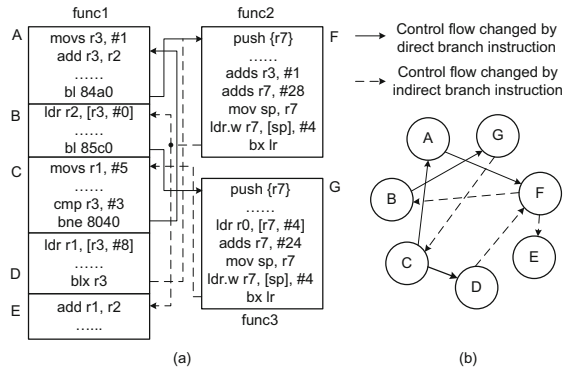 func1
A
movs r3, #1
add r3, r2
......
bl 84a0
B
ldr r2, [r3, #0]
......
bl 85c0
C
movs r1, #5
......
cmp r3, #3
bne 8040
ldr r1, [r3, #8]
......
D
blx r3
E
add r1, r2
......
func2
F
push {r7}
......
adds r3, #1
adds r7, #28
mov sp, r7
ldr.w r7, [sp], #4
bx lr
G
push {r7}
......
ldr r0, [r7, #4]
adds r7, #24
mov sp, r7
ldr.w r7, [sp], #4
bx lr
func3
(a)
Control flow changed by
direct branch instruction
Control flow changed by
indirect branch instruction
A
G
B
F
C
E
D
(b)